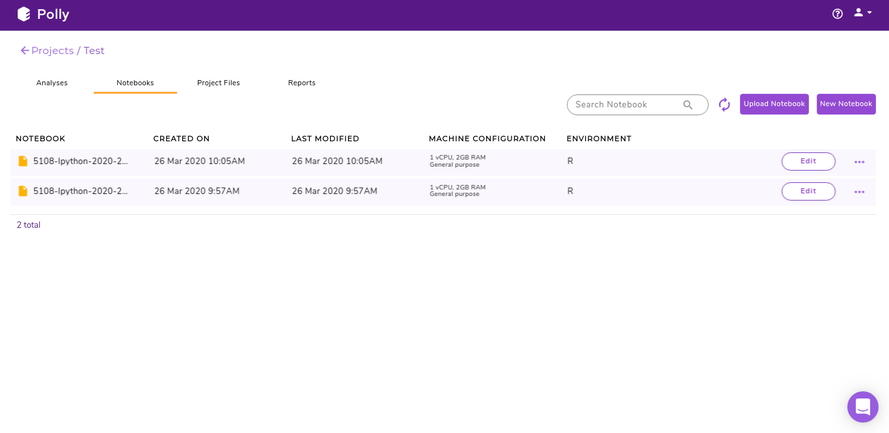 Polly
Projects / Test
Analyses Notebooks Project Files Reports
Search Notebook Upload Notebook New Notebook
NOTEBOOK CREATED ON LAST MODIFIED MACHINE CONFIGURATION ENVIRONMENT
5108-Ipython-2020-2... 26 Mar 2020 10:05AM 26 Mar 2020 10:05AM 1 vCPU, 2GB RAM R Edit
General purpose
5108-Ipython-2020-2... 26 Mar 2020 9:57AM 26 Mar 2020 9:57AM 1 vCPU, 2GB RAM R Edit
General purpose
2 total